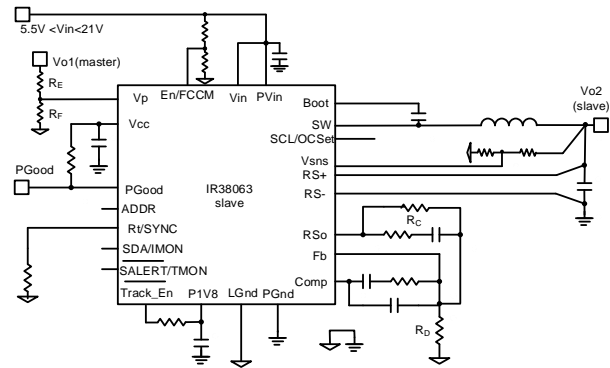 5.5V <Vin<21V
Vo1(master)
RE
RF
Vp
En/FCCM
Vin
PVin
Boot
Vo2
(slave)
Vcc
SW
SCL/OCSet
Vsns
PGood
PGood
IR38063
slave
RS+
RS-
ADDR
Rt/SYNC
RSo
RC
SDA/IMON
Fb
SALERT/TMON
Comp
Track_En
P1V8
LGnd
PGnd
RD